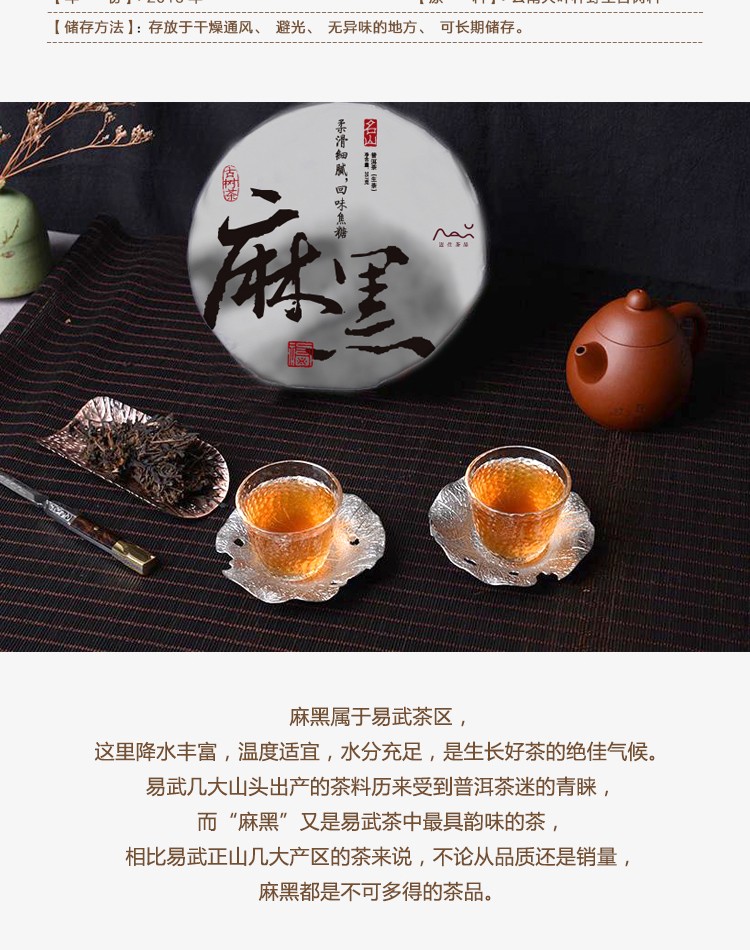 【储存方法】：存放于干燥通风、 避光、 无异味的地方、 可长期储存。
名山
柔滑细腻，回味焦糖
普洱茶（生茶）
古树茶
麻黑
麻黑属于易武茶区，
这里降水丰富，温度适宜，水分充足，是生长好茶的绝佳气候。
易武几大山头出产的茶料历来受到普洱茶迷的青睐，
而“麻黑”又是易武茶中最具韵味的茶，
相比易武正山几大产区的茶来说，不论从品质还是销量，
麻黑都是不可多得的茶品。